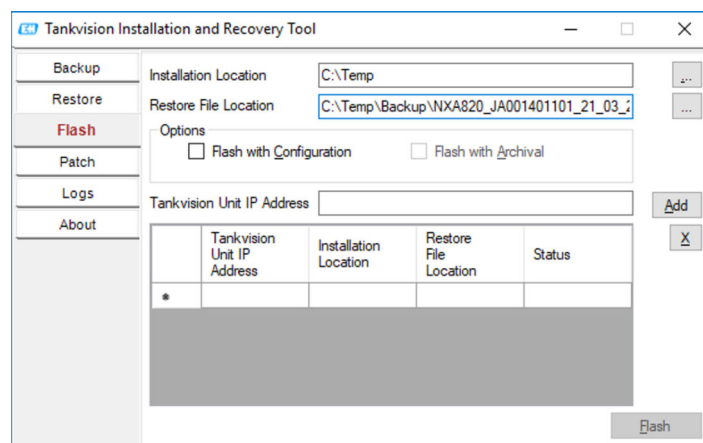 EH Tankvision Installation and Recovery Tool
Backup
Restore
Flash
Patch
Logs
About
Installation Location C:\Temp ...
Restore File Location C:\Temp\Backup\NXA820_JA001401101_21_03_2 ...
Options
Flash with Configuration Flash with Archival
Tankvision Unit IP Address Add
X
Tankvision Unit IP Address Installation Location Restore File Location Status
*
Flash